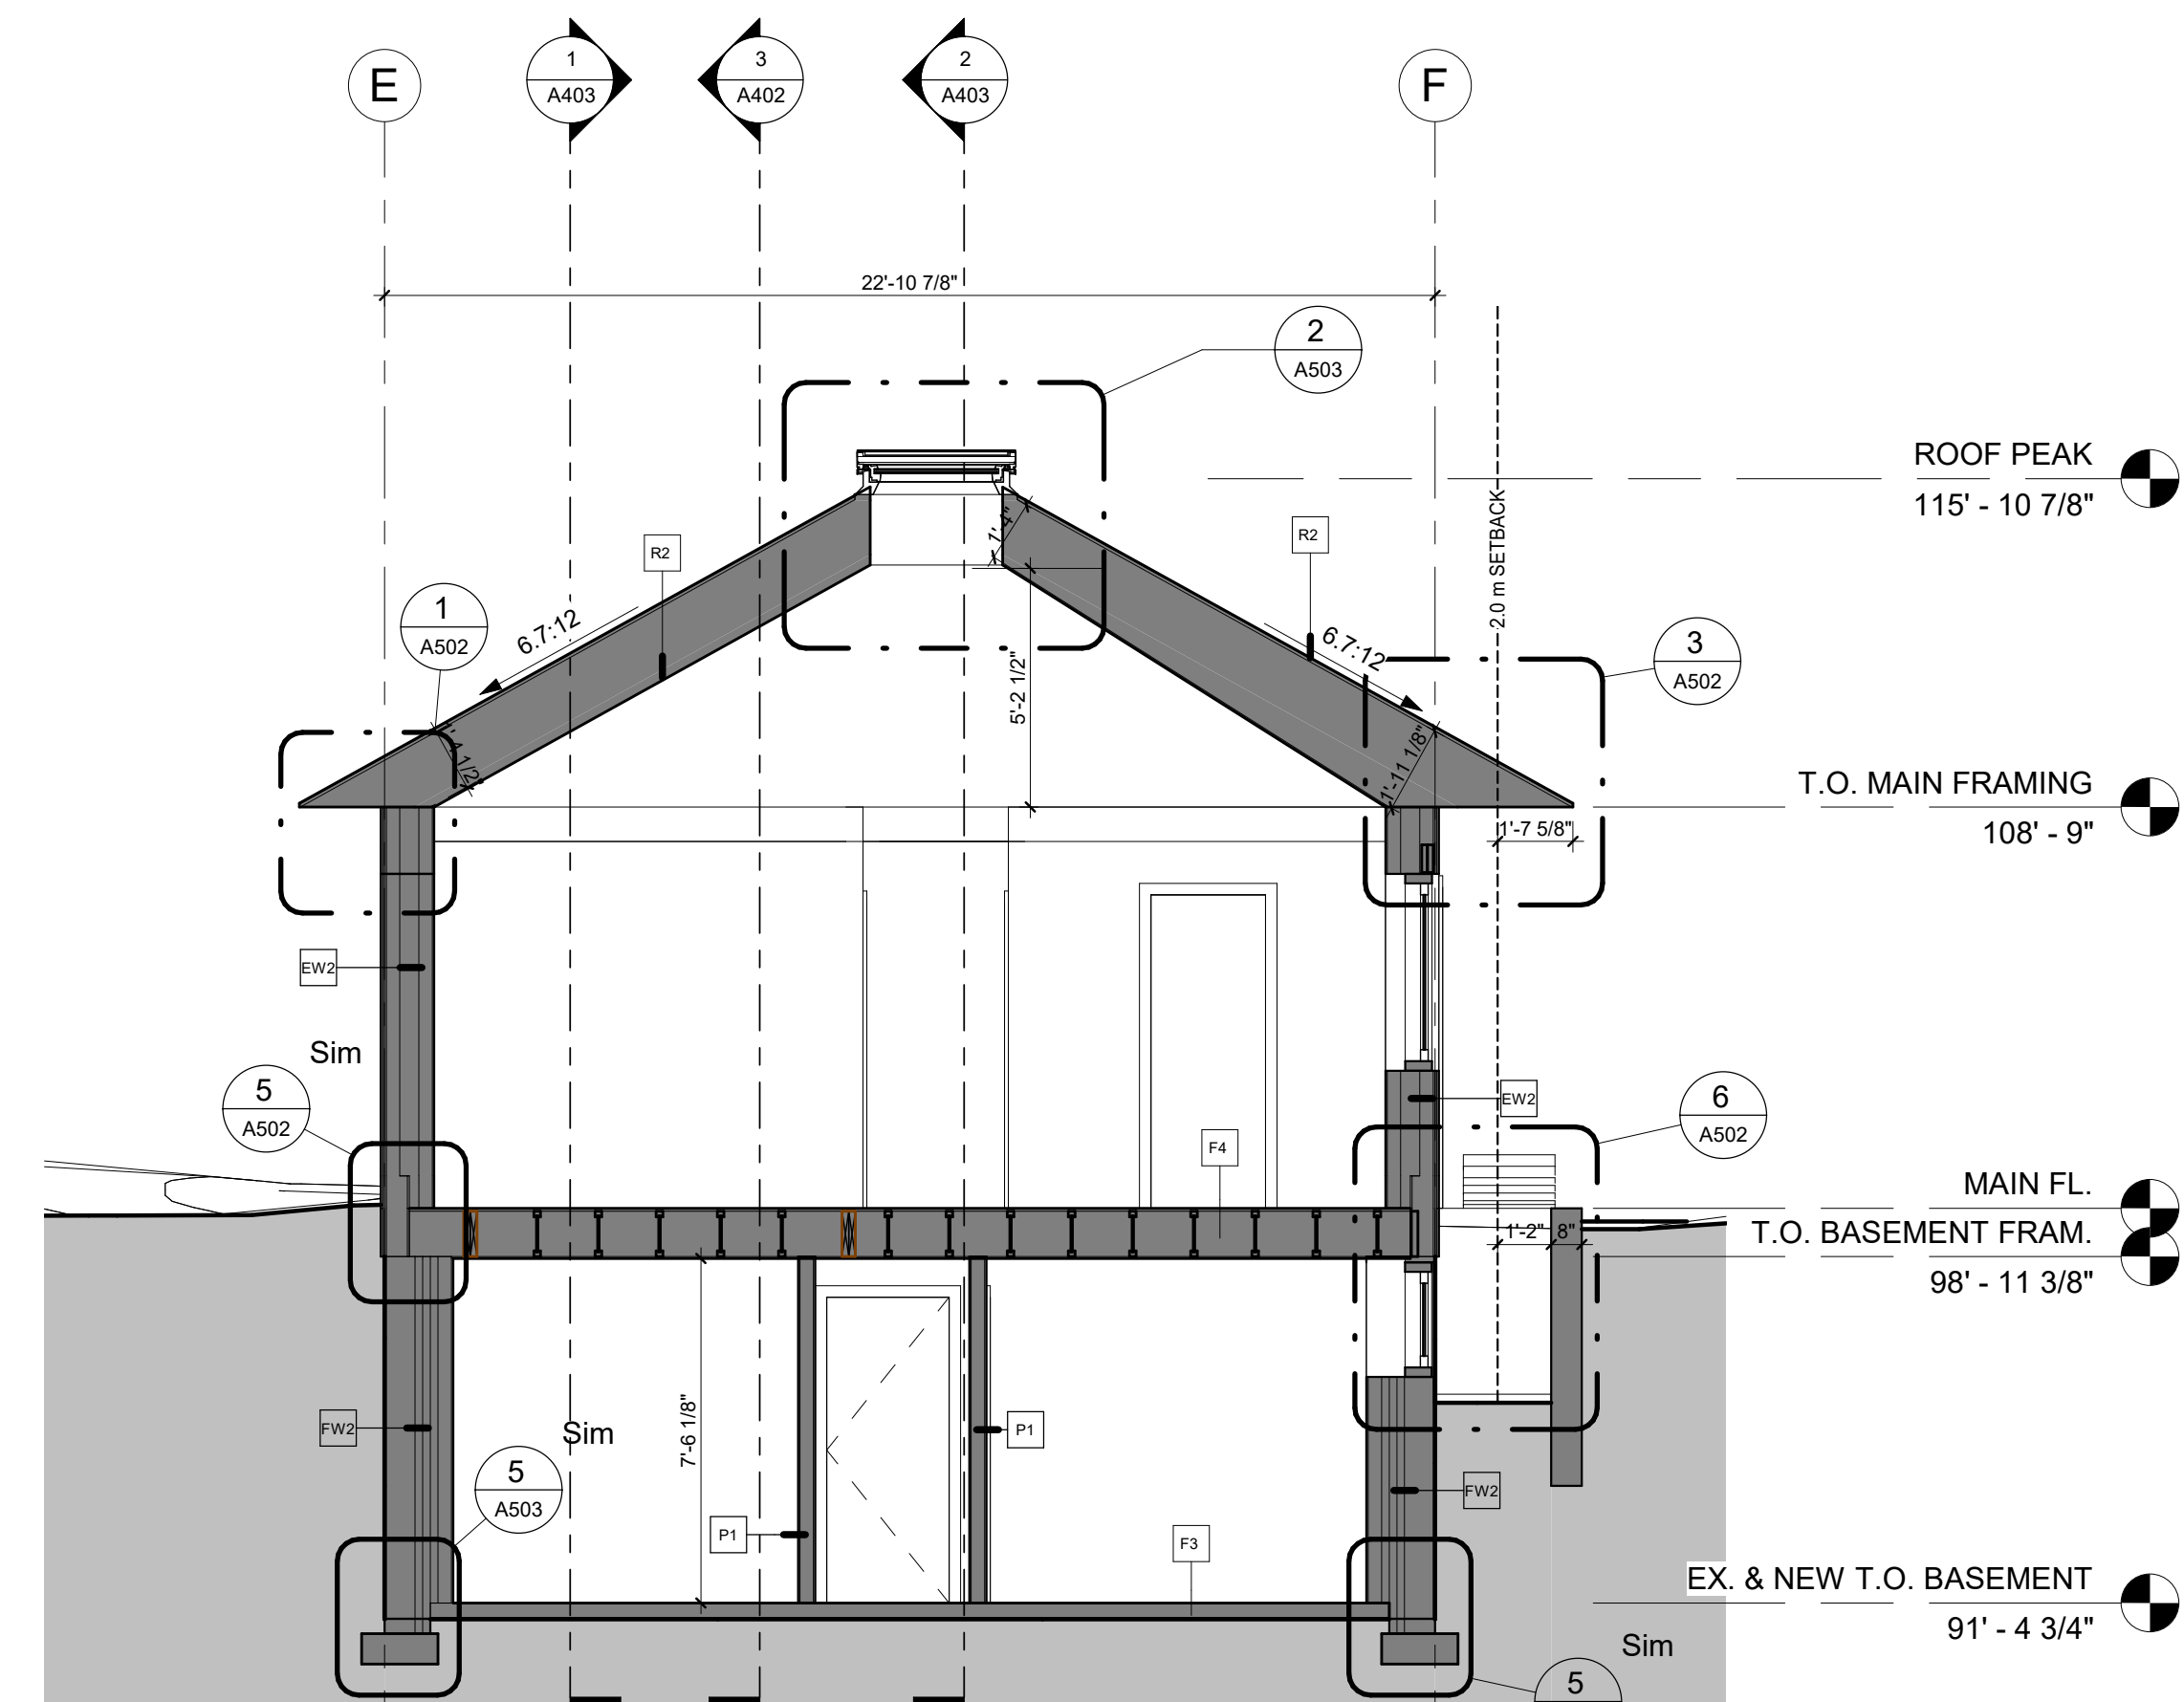 E
1
A403
3
A402
2
A403
F
22'-10 7/8"
2
A503
ROOF PEAK
115' - 10 7/8"
2.0 m SETBACK
1'-4"
R2
R2
1
A502
6.7:12
6.7:12
3
A502
5'-2 1/2"
1'-11 1/8"
T.O. MAIN FRAMING
108' - 9"
1'-7 5/8"
EW2
Sim
5
A502
EW2
6
A502
F4
MAIN FL.
1'-2"
8"
T.O. BASEMENT FRAM.
98' - 11 3/8"
7'-6 1/8"
FW2
Sim
P1
5
A503
FW2
P1
F3
EX. & NEW T.O. BASEMENT
91' - 4 3/4"
Sim
5